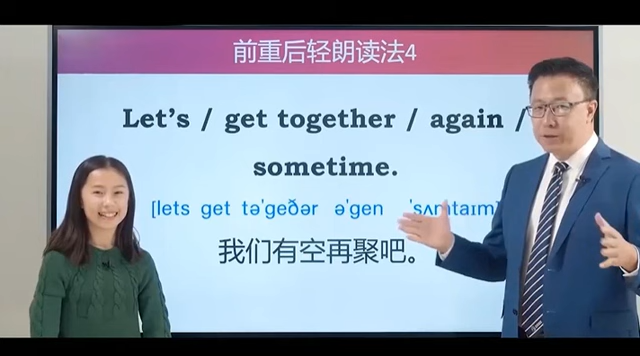 前重后轻朗读法4
Let's / get together / again /
sometime.
[lets get təˈgeðər əˈgen ˈsʌmtaɪm]
我们有空再聚吧。